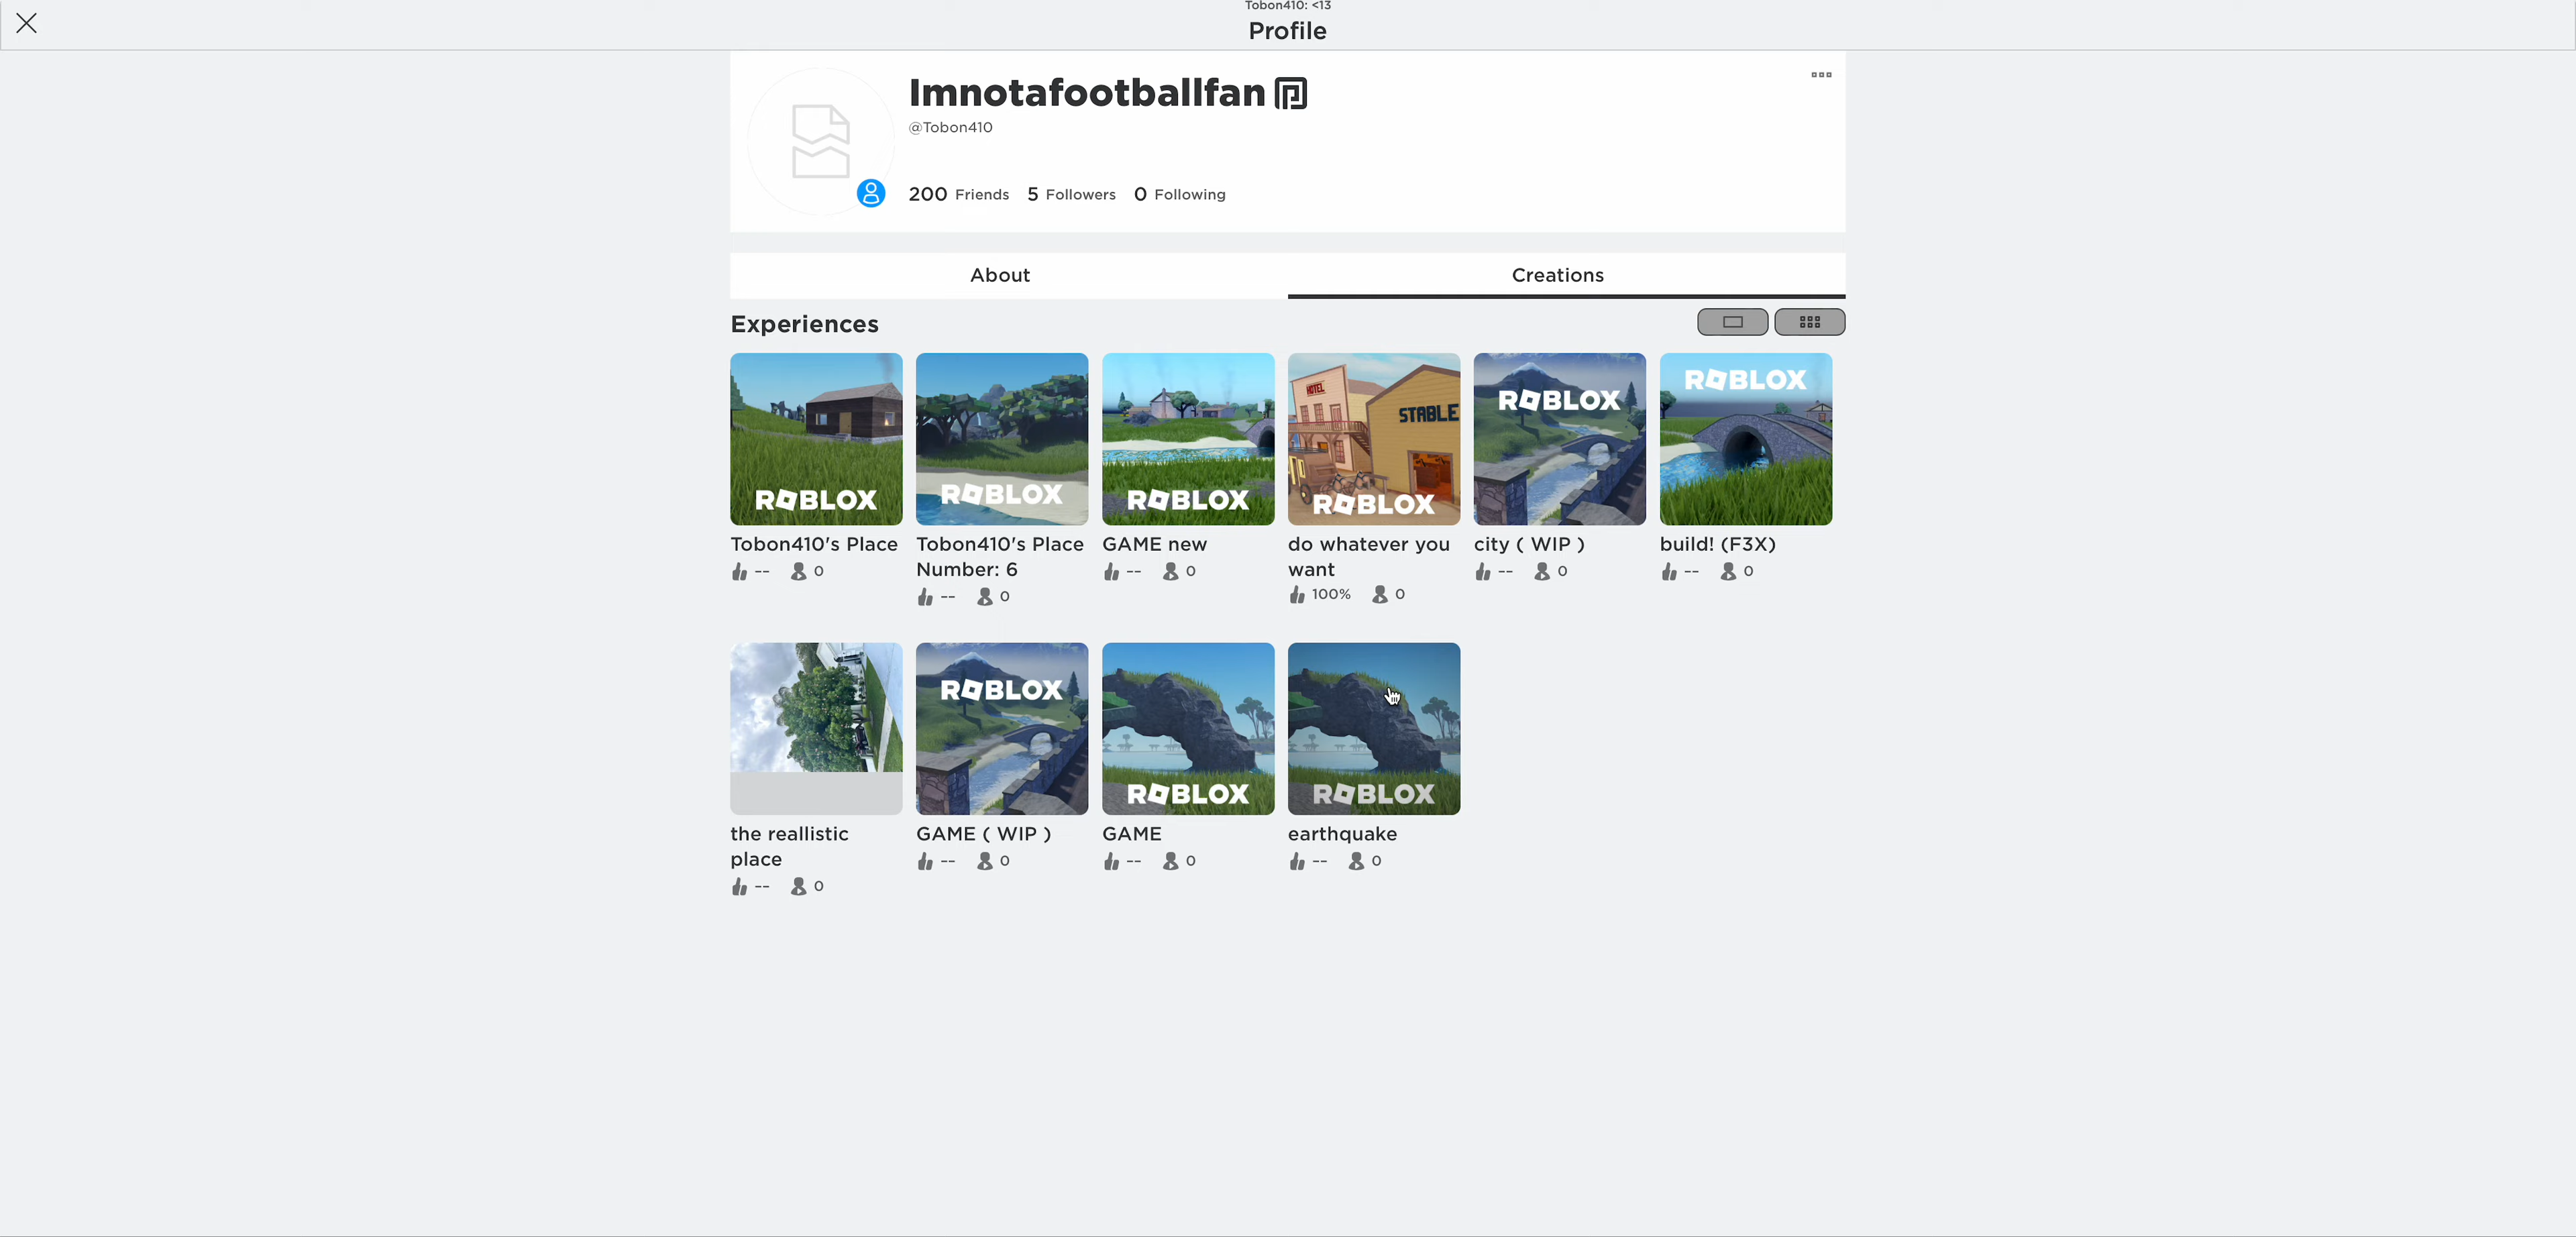 Tobon410: <13
Profile
Imnotafootballfan
@Tobon410
200 Friends 5 Followers 0 Following
About Creations
Experiences
ROBLOX
ROBLOX
ROBLOX
HOTEL
STABLE
ROBLOX
ROBLOX
ROBLOX
Tobon410's Place
-- 0
Tobon410's Place
Number: 6
-- 0
GAME new
-- 0
do whatever you
want
100% 0
city ( WIP )
-- 0
build! (F3X)
-- 0
ROBLOX
ROBLOX
ROBLOX
the reallistic
place
-- 0
GAME ( WIP )
-- 0
GAME
-- 0
earthquake
-- 0